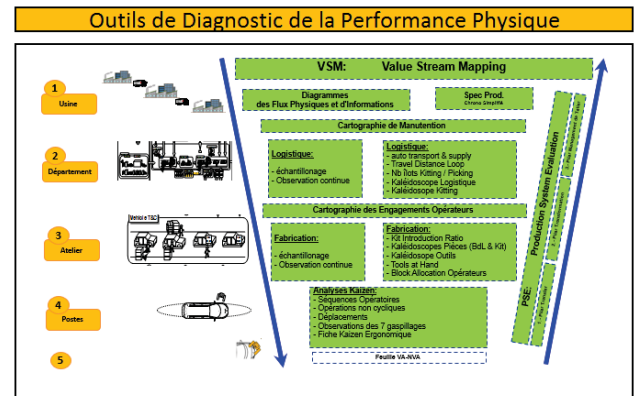 Outils de Diagnostic de la Performance Physique
VSM: Value Stream Mapping
1
Usine
Diagrammes
des Flux Physiques et d'Informations
Spec Prod.
Chrono Simplifié
Cartographie de Manutention
2
Département
Logistique:
- échantillonage
- Observation continue
Logistique:
- auto transport & supply
- Travel Distance Loop
- Nb îlots Kitting / Picking
- Kaléidoscope Logistique
- Kaleidoscope Kitting
Cartographie des Engagements Opérateurs
3
Atelier
Fabrication:
- échantillonage
- Observation continue
Fabrication:
- Kit Introduction Ratio
- Kaléidoscopes Pièces (BdL & Kit)
- Kaléidoscope Outils
- Tools at Hand
- Block Allocation Opérateurs
4
Postes
Analyses Kaizen:
- Séquences Opératoires
- Opérations non cycliques
- Déplacements
- Observations des 7 gaspillages
- Fiche Kaizen Ergonomique
5
Feuille VA-NVA
PSE: Production System Evaluation